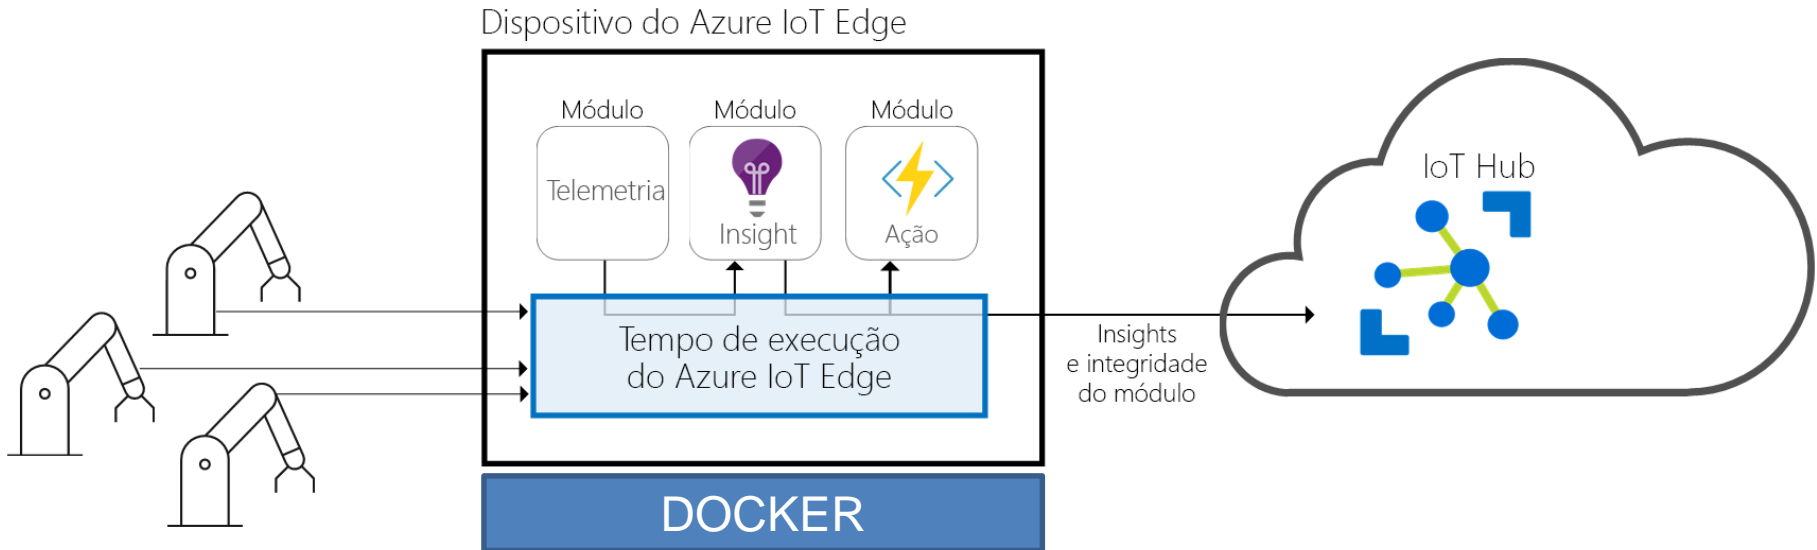 Dispositivo do Azure IoT Edge
Módulo
Módulo
Módulo
Telemetria
Insight
Ação
Tempo de execução
do Azure IoT Edge
Insights
e integridade
do módulo
IoT Hub
DOCKER